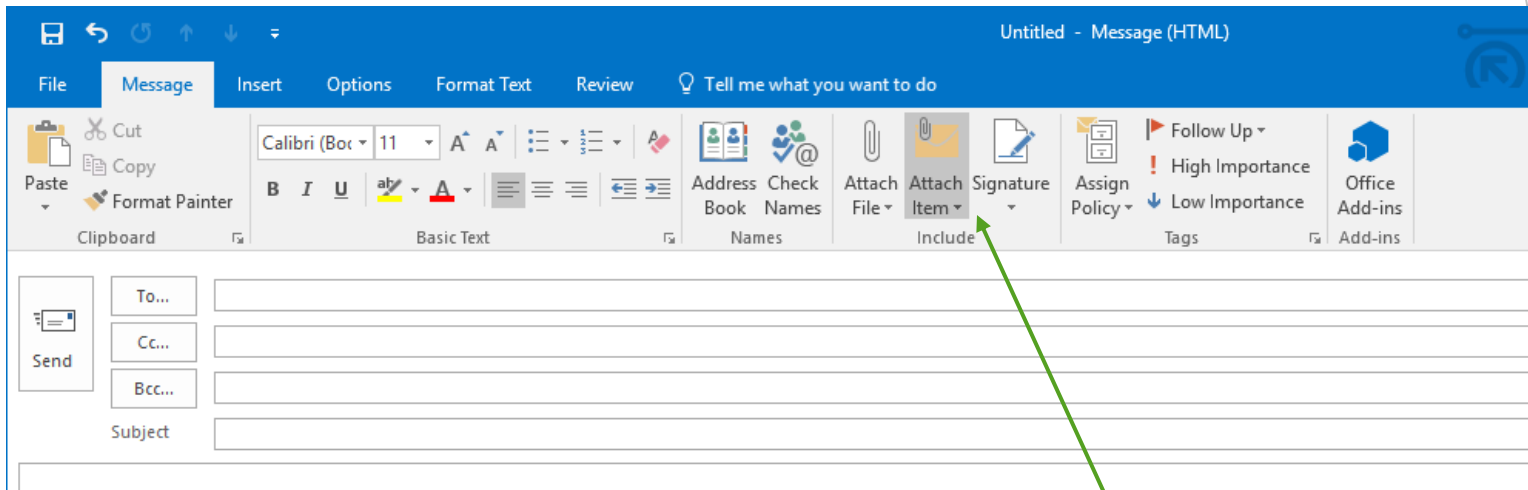 Untitled - Message (HTML)
File Message Insert Options Format Text Review Tell me what you want to do
Paste
Cut
Copy
Format Painter
Clipboard
Calibri (Boc 11
B I U
Basic Text
Address Book
Check Names
Names
Attach File
Attach Item
Signature
Include
Assign Policy
Follow Up
High Importance
Low Importance
Tags
Office Add-ins
Add-ins
Send
To...
Cc...
Bcc...
Subject